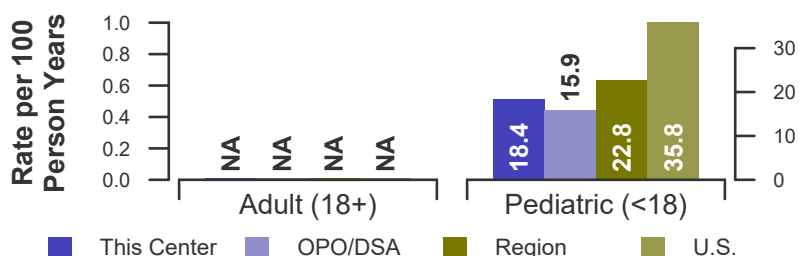 Rate per 100
Person Years
1.0
0.8
0.6
0.4
0.2
0.0
NA NA NA NA
18.4 15.9 22.8 35.8
30
20
10
0
Adult (18+) Pediatric (<18)
This Center OPO/DSA Region U.S.